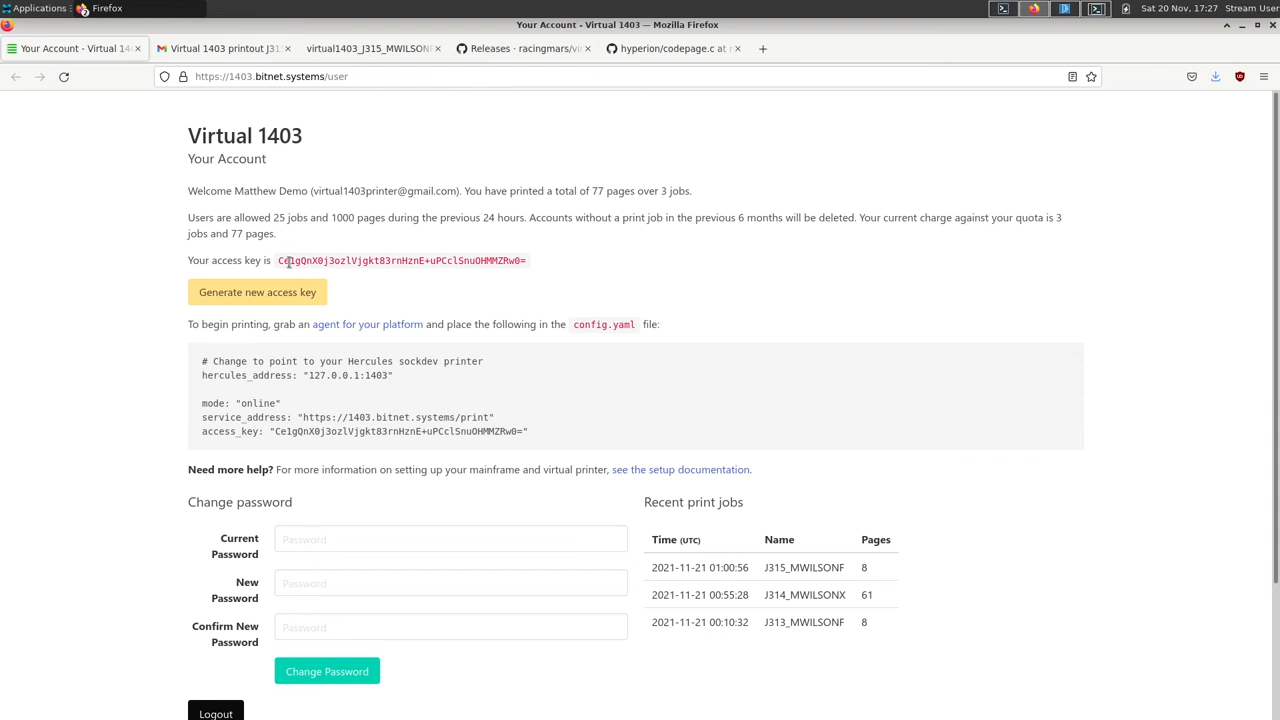 Applications
Firefox
Sat 20 Nov, 17:27 Stream User
Your Account - Virtual 1403 — Mozilla Firefox
Your Account - Virtual 14
Virtual 1403 printout J31
virtual1403_J315_MWILSON
Releases · racingmars/vi
hyperion/codepage.c at
https://1403.bitnet.systems/user
Virtual 1403
Your Account
Welcome Matthew Demo (virtual1403printer@gmail.com). You have printed a total of 77 pages over 3 jobs.
Users are allowed 25 jobs and 1000 pages during the previous 24 hours. Accounts without a print job in the previous 6 months will be deleted. Your current charge against your quota is 3
jobs and 77 pages.
Your access key is Ce1gQnX0j3ozlVjgkt83rnHznE+uPCclSnuOHMMZRw0=
Generate new access key
To begin printing, grab an agent for your platform and place the following in the config.yaml file:
# Change to point to your Hercules sockdev printer
hercules_address: "127.0.0.1:1403"
mode: "online"
service_address: "https://1403.bitnet.systems/print"
access_key: "Ce1gQnX0j3ozlVjgkt83rnHznE+uPCclSnuOHMMZRw0="
Need more help? For more information on setting up your mainframe and virtual printer, see the setup documentation.
Change password
Current Password
Password
New Password
Password
Confirm New Password
Password
Change Password
Logout
Recent print jobs
Time (UTC) Name Pages
2021-11-21 01:00:56 J315_MWILSONF 8
2021-11-21 00:55:28 J314_MWILSONX 61
2021-11-21 00:10:32 J313_MWILSONF 8